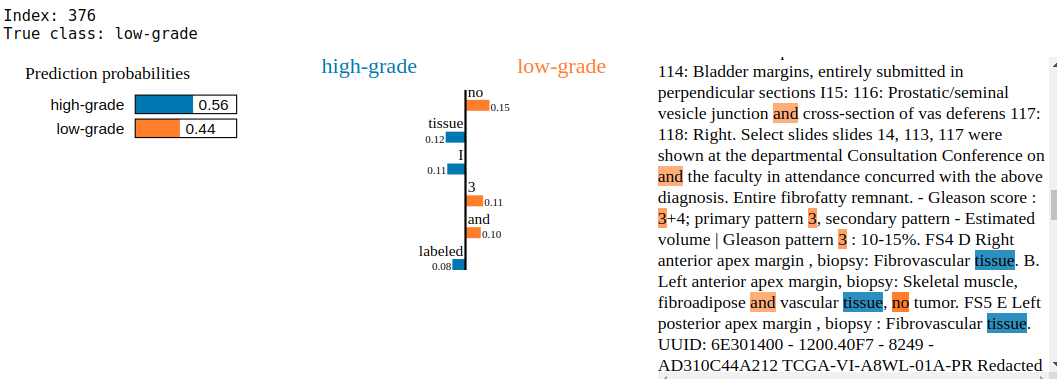 Index: 376
True class: low-grade
Prediction probabilities
high-grade 0.56
low-grade 0.44
high-grade low-grade
no
0.15
tissue
0.12
I
0.11
3
0.11
and
0.10
labeled
0.08
114: Bladder margins, entirely submitted in
perpendicular sections I15: 116: Prostatic/seminal
vesicle junction and cross-section of vas deferens 117:
118: Right. Select slides slides 14, 113, 117 were
shown at the departmental Consultation Conference on
and the faculty in attendance concurred with the above
diagnosis. Entire fibrofatty remnant. - Gleason score :
3+4; primary pattern 3, secondary pattern - Estimated
volume | Gleason pattern 3 : 10-15%. FS4 D Right
anterior apex margin , biopsy: Fibrovascular tissue. B.
Left anterior apex margin, biopsy: Skeletal muscle,
fibroadipose and vascular tissue, no tumor. FS5 E Left
posterior apex margin , biopsy : Fibrovascular tissue.
UUID: 6E301400 - 1200.40F7 - 8249 -
AD310C44A212 TCGA-VI-A8WL-01A-PR Redacted